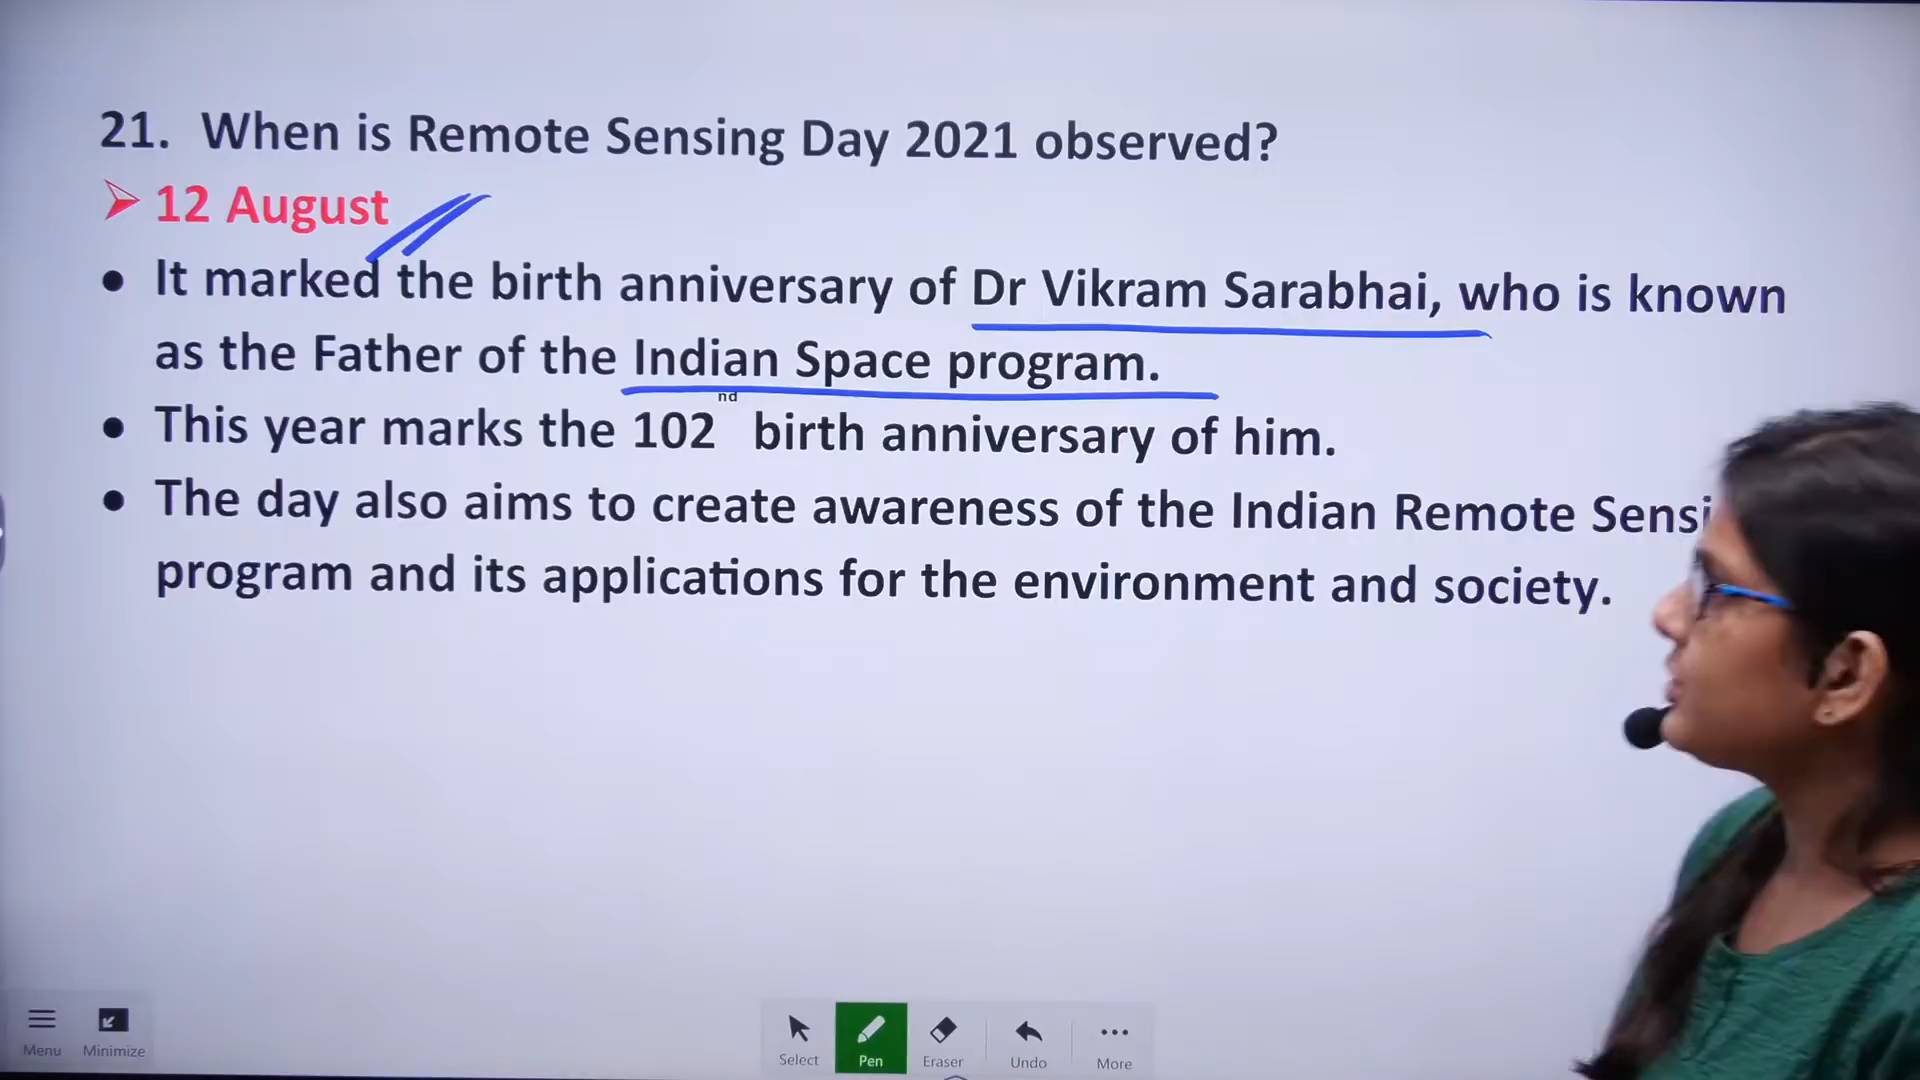 21. When is Remote Sensing Day 2021 observed?
➢ 12 August
• It marked the birth anniversary of Dr Vikram Sarabhai, who is known
as the Father of the Indian Space program.
• This year marks the 102nd birth anniversary of him.
• The day also aims to create awareness of the Indian Remote Sensi
program and its applications for the environment and society.
Menu Minimize Select Pen Eraser Undo More